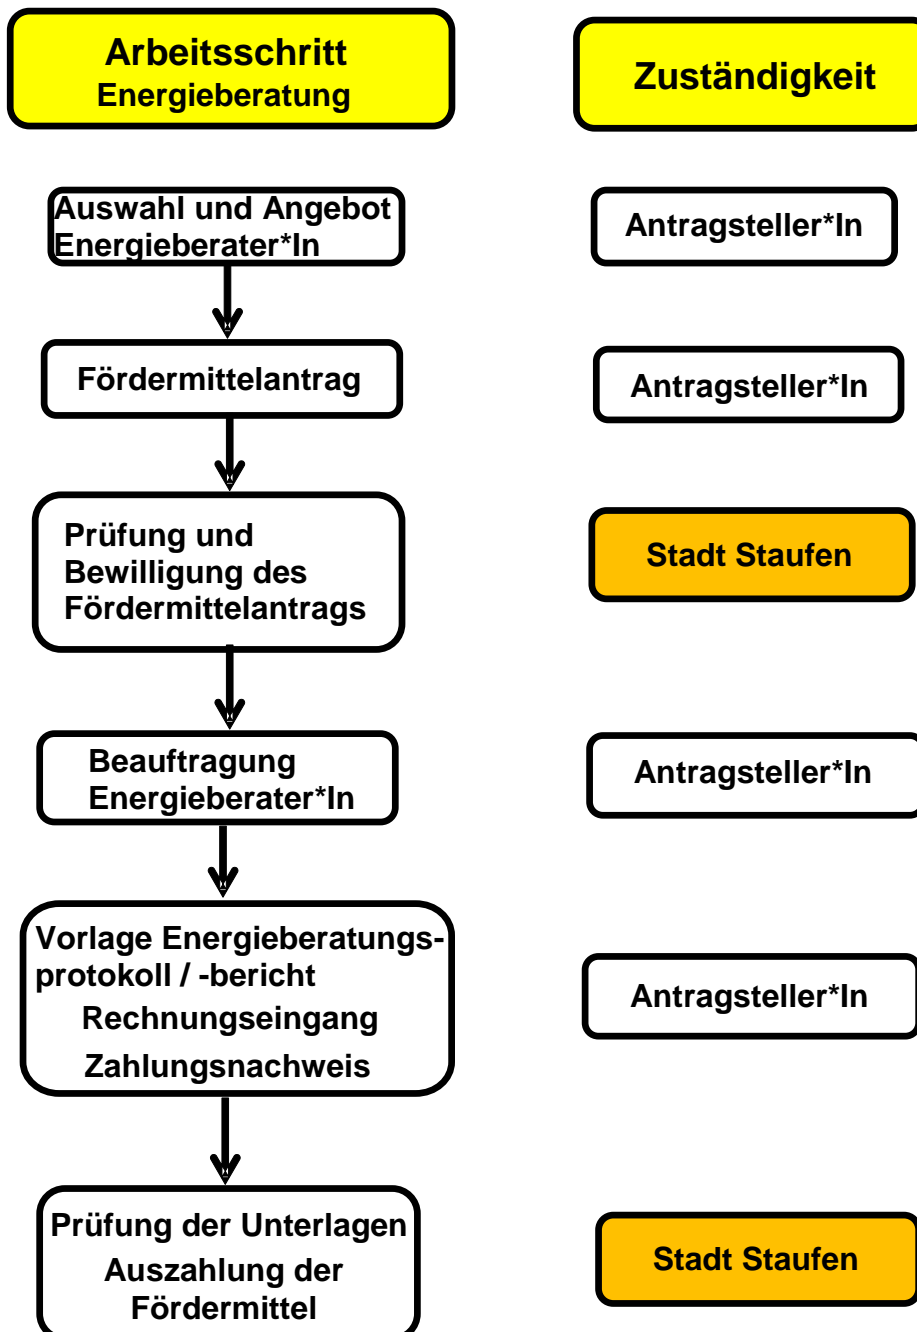 Arbeitsschritt
Energieberatung
Zuständigkeit
Auswahl und Angebot
Energieberater*In
Antragsteller*In
Fördermittelantrag
Antragsteller*In
Prüfung und
Bewilligung des
Fördermittelantrags
Stadt Staufen
Beauftragung
Energieberater*In
Antragsteller*In
Vorlage Energieberatungs-
protokoll / -bericht
Rechnungseingang
Zahlungsnachweis
Antragsteller*In
Prüfung der Unterlagen
Auszahlung der
Fördermittel
Stadt Staufen